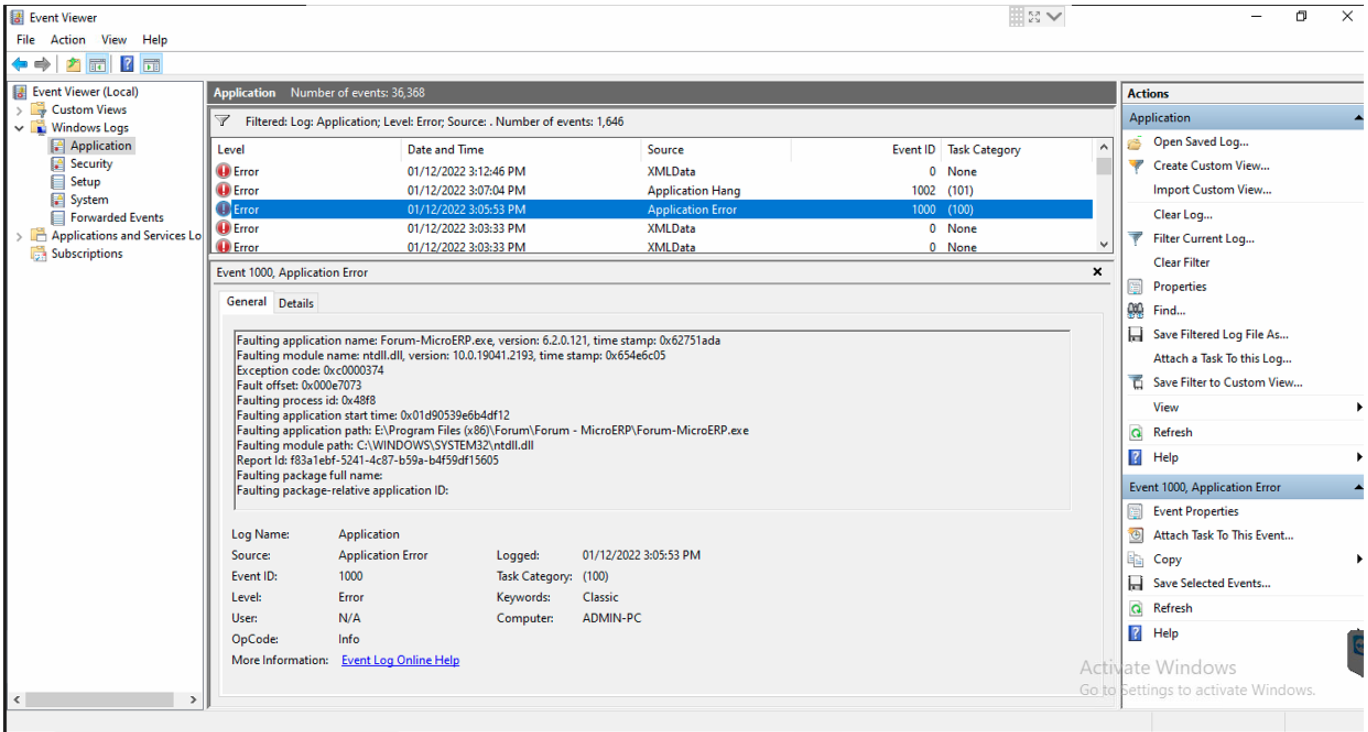 Event Viewer
File Action View Help
Event Viewer (Local)
Custom Views
Windows Logs
Application
Security
Setup
System
Forwarded Events
Applications and Services Lo
Subscriptions
Application Number of events: 36,368
Filtered: Log: Application; Level: Error; Source: . Number of events: 1,646
Level Date and Time Source Event ID Task Category
Error 01/12/2022 3:12:46 PM XMLData 0 None
Error 01/12/2022 3:07:04 PM Application Hang 1002 (101)
Error 01/12/2022 3:05:53 PM Application Error 1000 (100)
Error 01/12/2022 3:03:33 PM XMLData 0 None
Error 01/12/2022 3:03:33 PM XMLData 0 None
Event 1000, Application Error
General Details
Faulting application name: Forum-MicroERP.exe, version: 6.2.0.121, time stamp: 0x62751ada
Faulting module name: ntdll.dll, version: 10.0.19041.2193, time stamp: 0x654e6c05
Exception code: 0xc0000374
Fault offset: 0x000e7073
Faulting process id: 0x48f8
Faulting application start time: 0x01d90539e6b4df12
Faulting application path: E:\Program Files (x86)\Forum\Forum - MicroERP\Forum-MicroERP.exe
Faulting module path: C:\WINDOWS\SYSTEM32\ntdll.dll
Report Id: f83a1ebf-5241-4c87-b59a-b4f59df15605
Faulting package full name:
Faulting package-relative application ID:
Log Name: Application
Source: Application Error Logged: 01/12/2022 3:05:53 PM
Event ID: 1000 Task Category: (100)
Level: Error Keywords: Classic
User: N/A Computer: ADMIN-PC
OpCode: Info
More Information: Event Log Online Help
Actions
Application
Open Saved Log...
Create Custom View...
Import Custom View...
Clear Log...
Filter Current Log...
Clear Filter
Properties
Find...
Save Filtered Log File As...
Attach a Task To this Log...
Save Filter to Custom View...
View
Refresh
Help
Event 1000, Application Error
Event Properties
Attach Task To This Event...
Copy
Save Selected Events...
Refresh
Help
Activate Windows
Go to Settings to activate Windows.